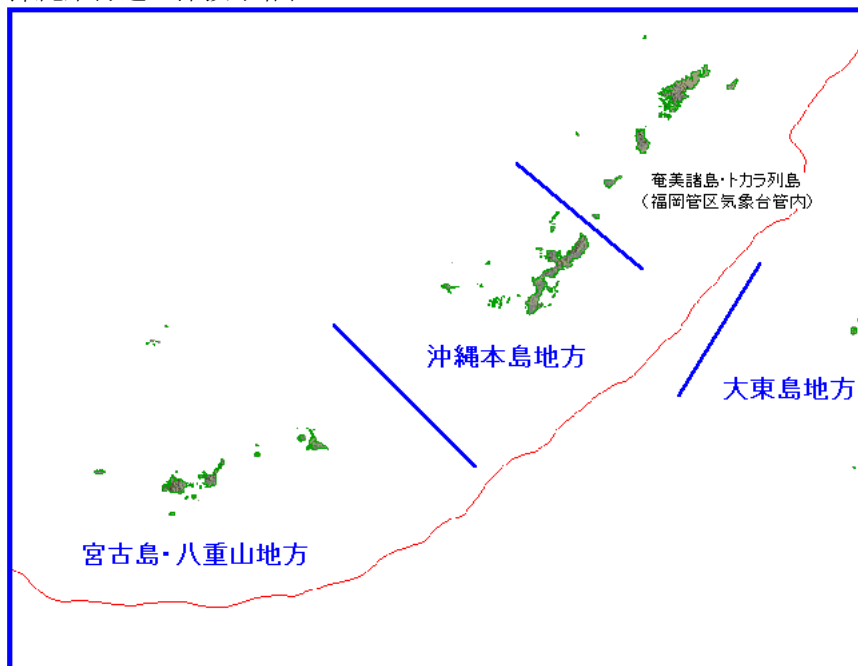 奄美諸島・トカラ列島
（福岡管区気象台管内）
沖縄本島地方
大東島地方
宮古島・八重山地方